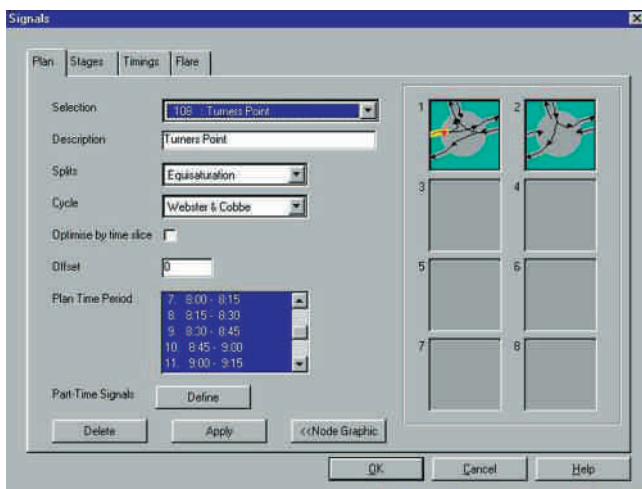 Signals
Plan Stages Timings Flare
Selection 108 : Turners Point
Description Turners Point
Splits Equisaturation
Cycle Webster & Cobbe
Optimise by time slice
Offset 0
Plan Time Period 7. 8:00 - 8:15
8. 8:15 - 8:30
9. 8:30 - 8:45
10. 8:45 - 9:00
11. 9:00 - 9:15
Part-Time Signals Define
Delete Apply <<Node Graphic
1 2
3 4
5 6
7 8
OK Cancel Help